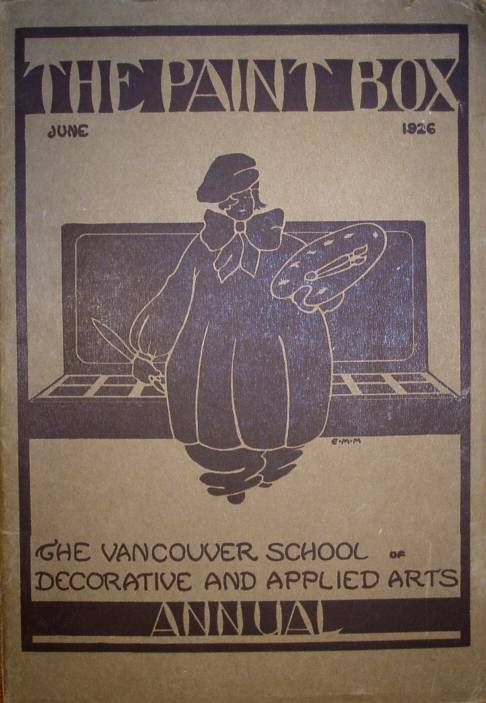 THE PAINT BOX
JUNE 1926
E.M.M
THE VANCOUVER SCHOOL OF
DECORATIVE AND APPLIED ARTS
ANNUAL